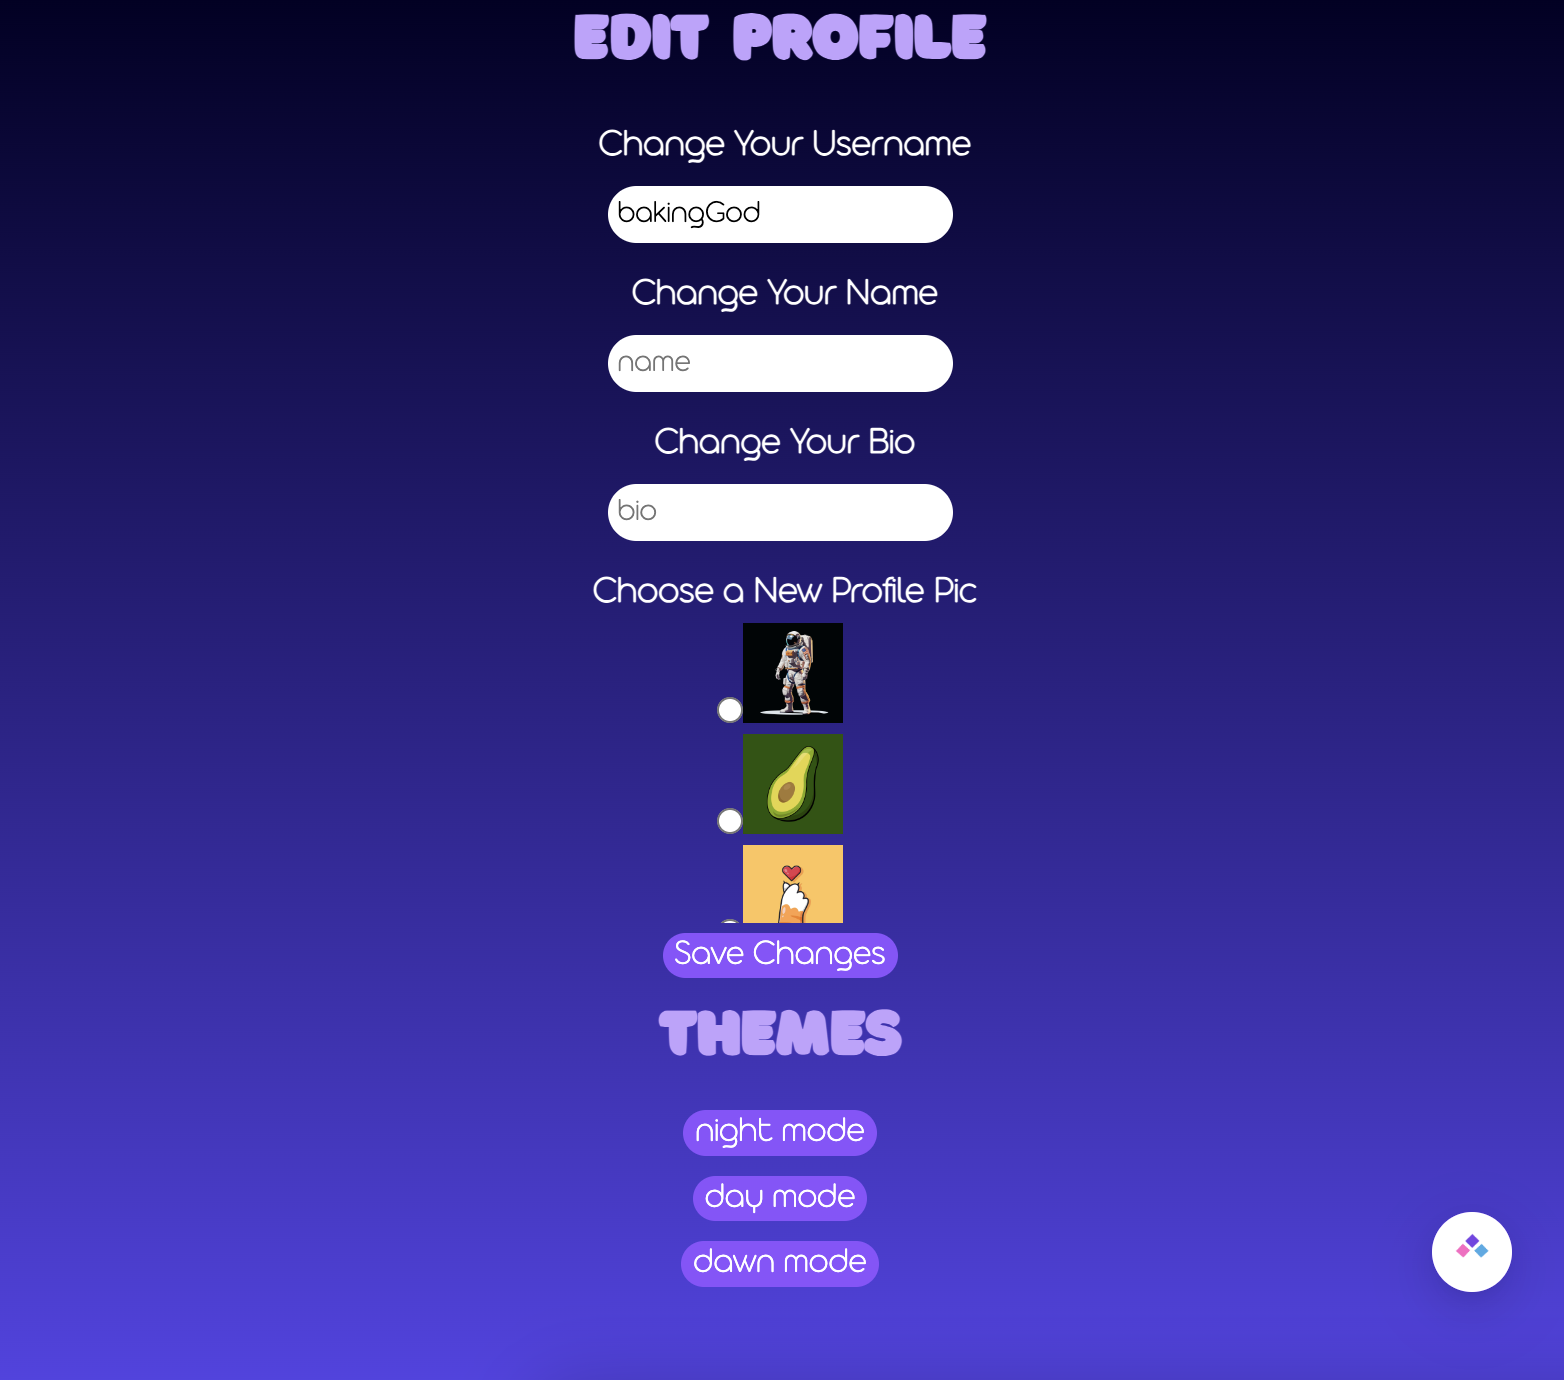 EDIT PROFILE
Change Your Username
bakingGod
Change Your Name
name
Change Your Bio
bio
Choose a New Profile Pic
Save Changes
THEMES
night mode
day mode
dawn mode